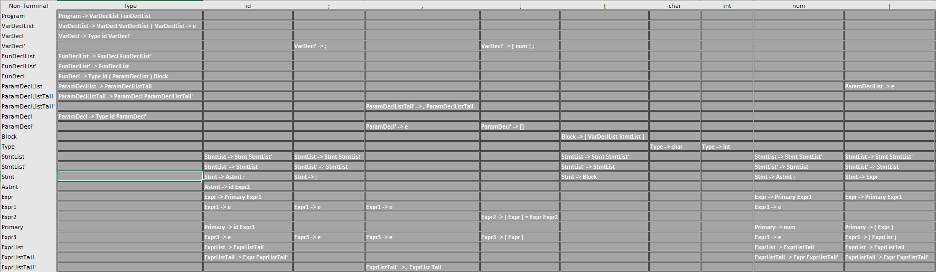 Non-Terminal Type id ; , [ { char int num (
Program Program -> VarDeclList FunDeclList
VarDeclList VarDeclList -> VarDecl VarDeclList | VarDeclList -> e
VarDecl VarDecl -> Type id VarDecl'
VarDecl' VarDecl' -> ; VarDecl' -> [ num ] ;
FunDeclList FunDeclList -> FunDecl FunDeclList'
FunDeclList' FunDeclList' -> FunDeclList
FunDecl FunDecl -> Type id ( ParamDeclList ) Block
ParamDeclList ParamDeclList -> ParamDeclListTail ParamDeclList -> e
ParamDeclListTail ParamDeclListTail -> ParamDecl ParamDeclListTail'
ParamDeclListTail' ParamDeclListTail' -> , ParamDeclListTail
ParamDecl ParamDecl -> Type id ParamDecl'
ParamDecl' ParamDecl' -> e ParamDecl' -> []
Block Block -> { VarDeclList StmtList }
Type Type -> char Type -> int
StmtList StmtList -> Stmt StmtList' StmtList -> Stmt StmtList StmtList -> Stmt StmtList' StmtList -> Stmt StmtList' StmtList -> Stmt StmtList'
StmtList' StmtList' -> StmtList StmtList' -> StmtList StmtList' -> StmtList StmtList' -> StmtList StmtList' -> StmtList
Stmt Stmt -> Astmt ; Stmt -> ; Stmt -> Block Stmt -> Astmt ; Stmt -> Expr
Astmt Astmt -> id Expr2
Expr Expr -> Primary Expr1 Expr -> Primary Expr1 Expr -> Primary Expr1
Expr1 Expr1 -> e Expr1 -> e Expr1 -> e Expr1 -> e
Expr2 Expr2 -> [ Expr ] = Expr Expr2
Primary Primary -> id Expr3 Primary -> num Primary -> ( Expr )
Expr3 Expr3 -> e Expr3 -> e Expr3 -> e Expr3 -> [ Expr ] Expr3 -> e Expr3 -> ( ExprList )
ExprList ExprList -> ExprListTail ExprList -> ExprListTail ExprList -> ExprListTail
ExprListTail ExprListTail -> Expr ExprListTail' ExprListTail -> Expr ExprListTail' ExprListTail -> Expr ExprListTail'
ExprListTail' ExprListTail' -> , ExprList Tail